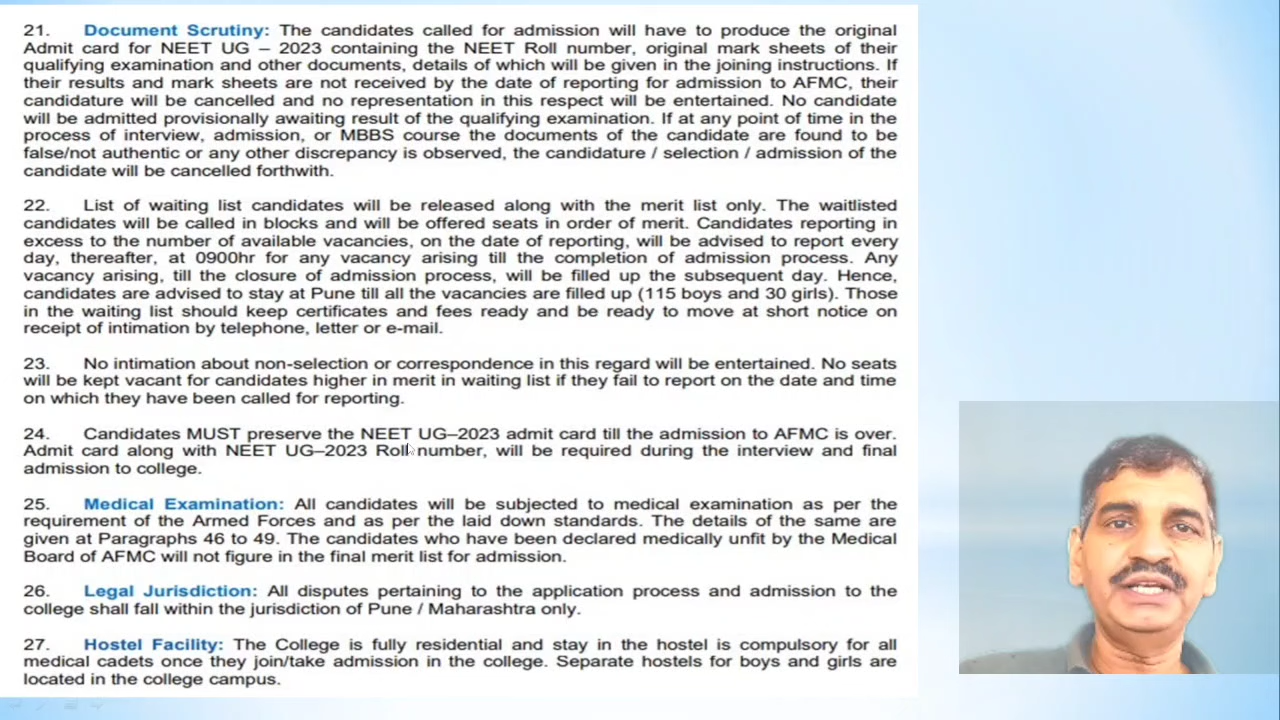 21. Document Scrutiny: The candidates called for admission will have to produce the original
Admit card for NEET UG – 2023 containing the NEET Roll number, original mark sheets of their
qualifying examination and other documents, details of which will be given in the joining instructions. If
their results and mark sheets are not received by the date of reporting for admission to AFMC, their
candidature will be cancelled and no representation in this respect will be entertained. No candidate
will be admitted provisionally awaiting result of the qualifying examination. If at any point of time in the
process of interview, admission, or MBBS course the documents of the candidate are found to be
false/not authentic or any other discrepancy is observed, the candidature / selection / admission of the
candidate will be cancelled forthwith.
22. List of waiting list candidates will be released along with the merit list only. The waitlisted
candidates will be called in blocks and will be offered seats in order of merit. Candidates reporting in
excess to the number of available vacancies, on the date of reporting, will be advised to report every
day, thereafter, at 0900hr for any vacancy arising till the completion of admission process. Any
vacancy arising, till the closure of admission process, will be filled up the subsequent day. Hence,
candidates are advised to stay at Pune till all the vacancies are filled up (115 boys and 30 girls). Those
in the waiting list should keep certificates and fees ready and be ready to move at short notice on
receipt of intimation by telephone, letter or e-mail.
23. No intimation about non-selection or correspondence in this regard will be entertained. No seats
will be kept vacant for candidates higher in merit in waiting list if they fail to report on the date and time
on which they have been called for reporting.
24. Candidates MUST preserve the NEET UG–2023 admit card till the admission to AFMC is over.
Admit card along with NEET UG–2023 Roll number, will be required during the interview and final
admission to college.
25. Medical Examination: All candidates will be subjected to medical examination as per the
requirement of the Armed Forces and as per the laid down standards. The details of the same are
given at Paragraphs 46 to 49. The candidates who have been declared medically unfit by the Medical
Board of AFMC will not figure in the final merit list for admission.
26. Legal Jurisdiction: All disputes pertaining to the application process and admission to the
college shall fall within the jurisdiction of Pune / Maharashtra only.
27. Hostel Facility: The College is fully residential and stay in the hostel is compulsory for all
medical cadets once they join/take admission in the college. Separate hostels for boys and girls are
located in the college campus.